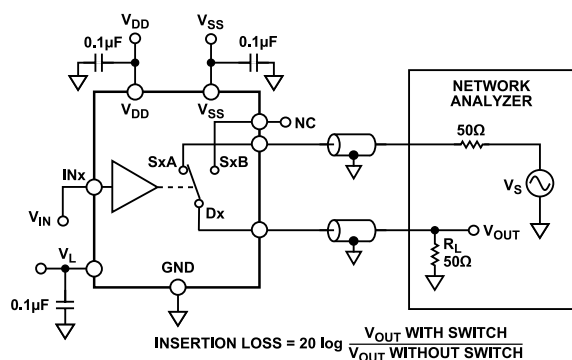 V_DD V_SS
0.1µF 0.1µF
NETWORK
ANALYZER
V_DD V_SS
NC
50Ω
SxA SxB
INx
V_S
Dx
V_IN
V_OUT
V_L
R_L
50Ω
GND
0.1µF
INSERTION LOSS = 20 log V_OUT WITH SWITCH / V_OUT WITHOUT SWITCH